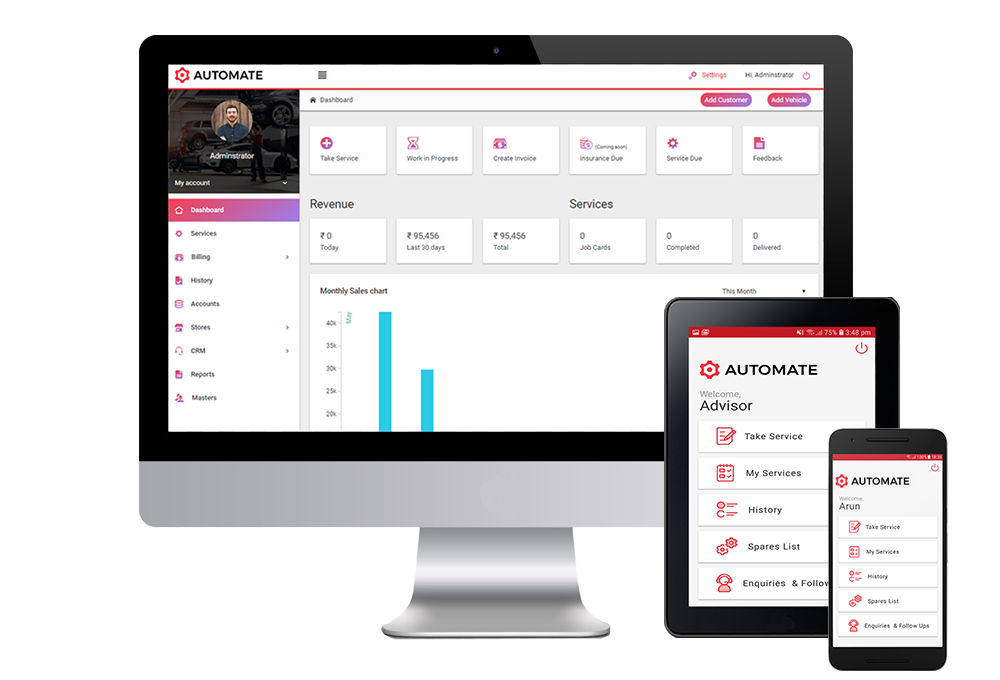 AUTOMATE
Settings
Hi, Adminstrator
Adminstrator
My account
Dashboard
Services
Billing
History
Accounts
Stores
CRM
Reports
Masters
Dashboard
Add Customer
Add Vehicle
Take Service
Work in Progress
Create Invoice
(Coming soon)
Insurance Due
Service Due
Feedback
Revenue
Services
₹ 0
Today
₹ 95,456
Last 30 days
₹ 95,456
Total
0
Job Cards
0
Completed
0
Delivered
Monthly Sales chart
This Month
May
40k
35k
30k
25k
20k
75% 3:48 pm
AUTOMATE
Welcome,
Advisor
Take Service
My Services
History
Spares List
Enquiries & Follow
100%
AUTOMATE
Welcome,
Arun
Take Service
My Services
History
Spares List
Enquiries & Follow Ups